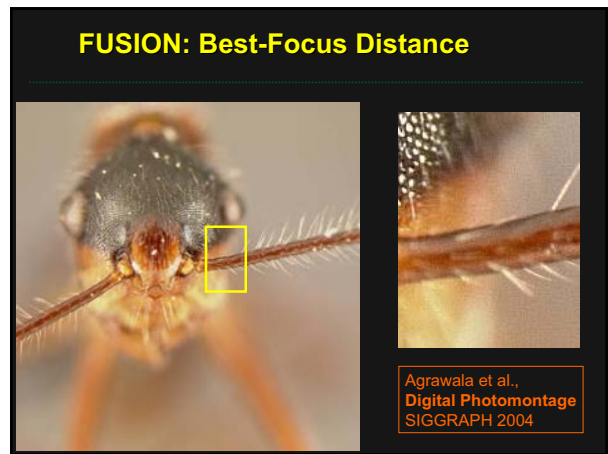 FUSION: Best-Focus Distance
Agrawala et al.,
Digital Photomontage
SIGGRAPH 2004